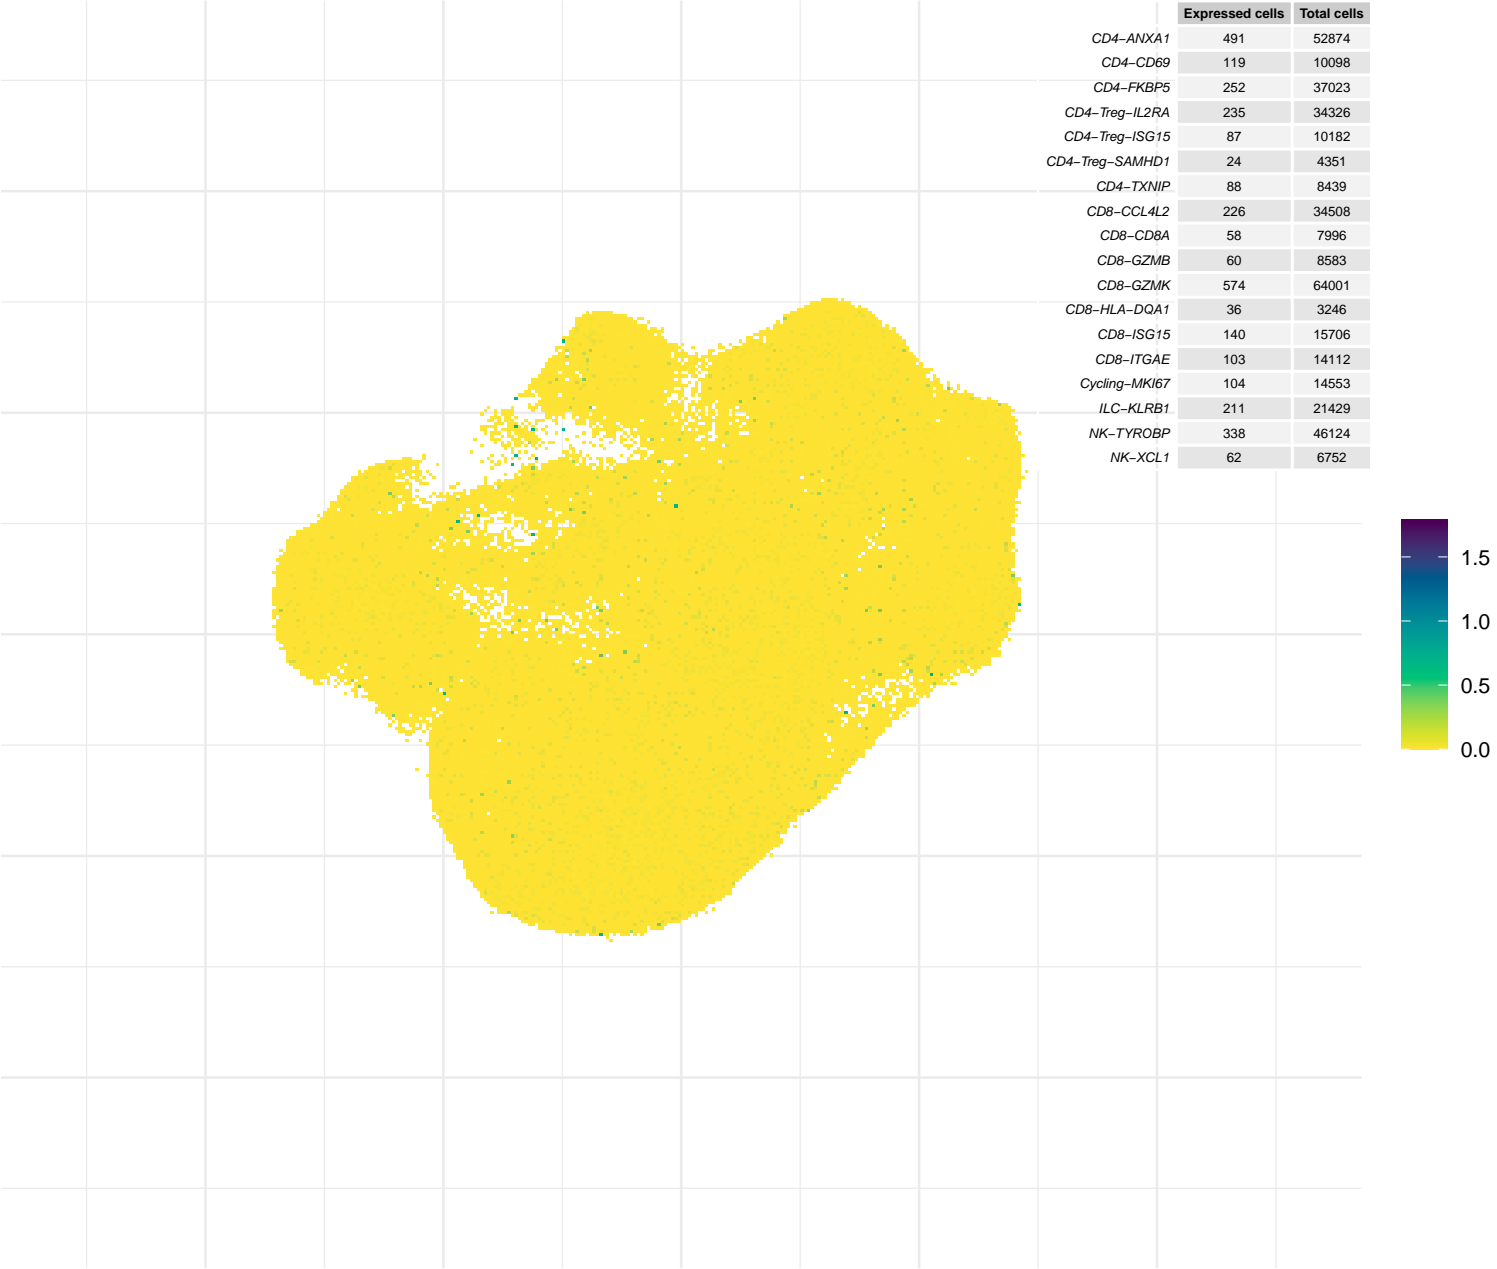 Expressed cells Total cells
CD4−ANXA1 491 52874
CD4−CD69 119 10098
CD4−FKBP5 252 37023
CD4−Treg−IL2RA 235 34326
CD4−Treg−ISG15 87 10182
CD4−Treg−SAMHD1 24 4351
CD4−TXNIP 88 8439
CD8−CCL4L2 226 34508
CD8−CD8A 58 7996
CD8−GZMB 60 8583
CD8−GZMK 574 64001
CD8−HLA−DQA1 36 3246
CD8−ISG15 140 15706
CD8−ITGAE 103 14112
Cycling−MKI67 104 14553
ILC−KLRB1 211 21429
NK−TYROBP 338 46124
NK−XCL1 62 6752
1.5
1.0
0.5
0.0